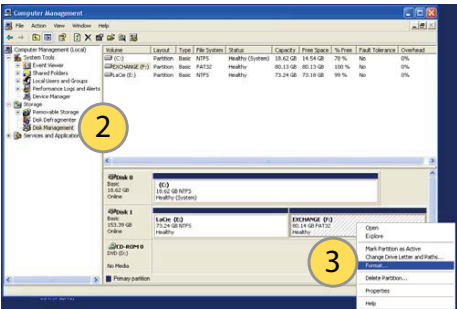 Computer Management
File Action View Window Help
Computer Management (Local)
System Tools
Event Viewer
Shared Folders
Local Users and Groups
Performance Logs and Alerts
Device Manager
Storage
Removable Storage
Disk Defragmenter
Disk Management
Services and Application
2
Volume Layout Type File System Status Capacity Free Space % Free Fault Tolerance Overhead
(C:) Partition Basic NTFS Healthy (System) 18.62 GB 14.54 GB 78 % No 0%
EXCHANGE (F:) Partition Basic FAT32 Healthy 80.13 GB 80.13 GB 100 % No 0%
LaCie (E:) Partition Basic NTFS Healthy 73.24 GB 73.18 GB 99 % No 0%
Disk 0
Basic
18.62 GB
Online
(C:)
18.62 GB NTFS
Healthy (System)
Disk 1
Basic
153.39 GB
Online
LaCie (E:)
73.24 GB NTFS
Healthy
EXCHANGE (F:)
80.14 GB FAT32
Healthy
CD-ROM 0
DVD (D:)
No Media
Primary partition
3
Open
Explore
Mark Partition as Active
Change Drive Letter and Paths...
Format...
Delete Partition...
Properties
Help